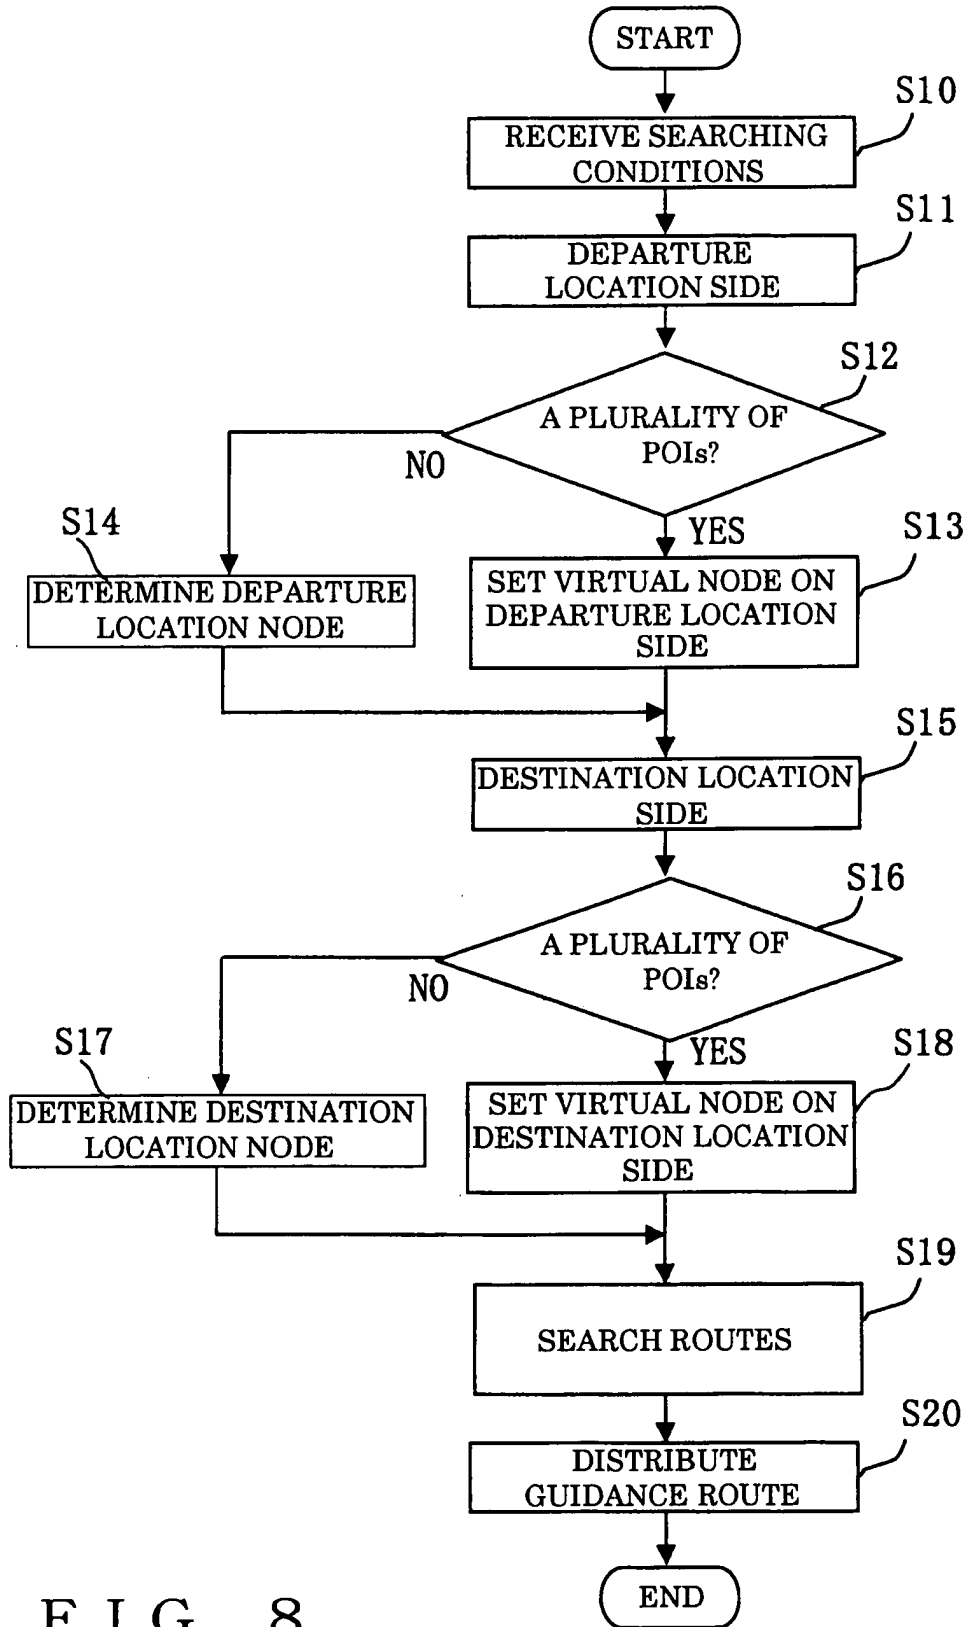 START
S10
RECEIVE SEARCHING
CONDITIONS
S11
DEPARTURE
LOCATION SIDE
S12
A PLURALITY OF
POIs?
NO
YES
S14
DETERMINE DEPARTURE
LOCATION NODE
S13
SET VIRTUAL NODE ON
DEPARTURE LOCATION
SIDE
S15
DESTINATION LOCATION
SIDE
S16
A PLURALITY OF
POIs?
NO
YES
S17
DETERMINE DESTINATION
LOCATION NODE
S18
SET VIRTUAL NODE ON
DESTINATION LOCATION
SIDE
S19
SEARCH ROUTES
S20
DISTRIBUTE
GUIDANCE ROUTE
END
FIG. 8